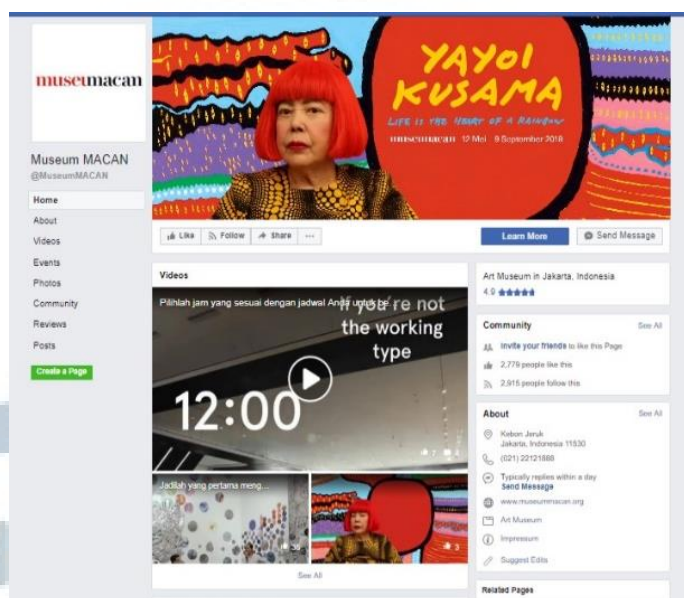 museumacan
Museum MACAN
@MuseumMACAN
Home
About
Videos
Events
Photos
Community
Reviews
Posts
Create a Page
YAYOI
KUSAMA
LIFE IS THE HEART OF A RAINBOW
museumacan 12 Mei - 9 September 2018
Like Follow Share ...
Learn More Send Message
Videos
Pilihlah jam yang sesuai dengan jadwal Anda untuk be...
if you're not
the working
type
12:00
7
Jadilah yang pertama meng...
36
3
See All
Art Museum in Jakarta, Indonesia
4.9
Community See All
Invite your friends to like this Page
2,779 people like this
2,915 people follow this
About See All
Kebon Jeruk
Jakarta, Indonesia 11530
(021) 22121888
Typically replies within a day
Send Message
www.museummacan.org
Art Museum
Impressum
Suggest Edits
Related Pages